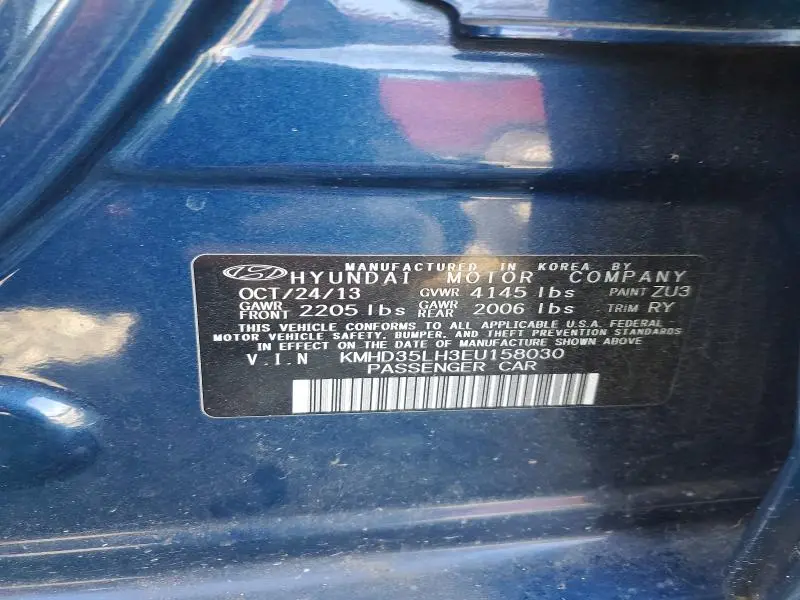 MANUFACTURED IN KOREA BY
HYUNDAI MOTOR COMPANY
OCT/24/13 GVWR 4145 lbs PAINT ZU3
GAWR FRONT 2205 lbs GAWR REAR 2006 lbs TRIM RY
THIS VEHICLE CONFORMS TO ALL APPLICABLE U.S.A. FEDERAL
MOTOR VEHICLE SAFETY, BUMPER, AND THEFT PREVENTION STANDARDS
IN EFFECT ON THE DATE OF MANUFACTURE SHOWN ABOVE
V.I.N KMHD35LH3EU158030
PASSENGER CAR